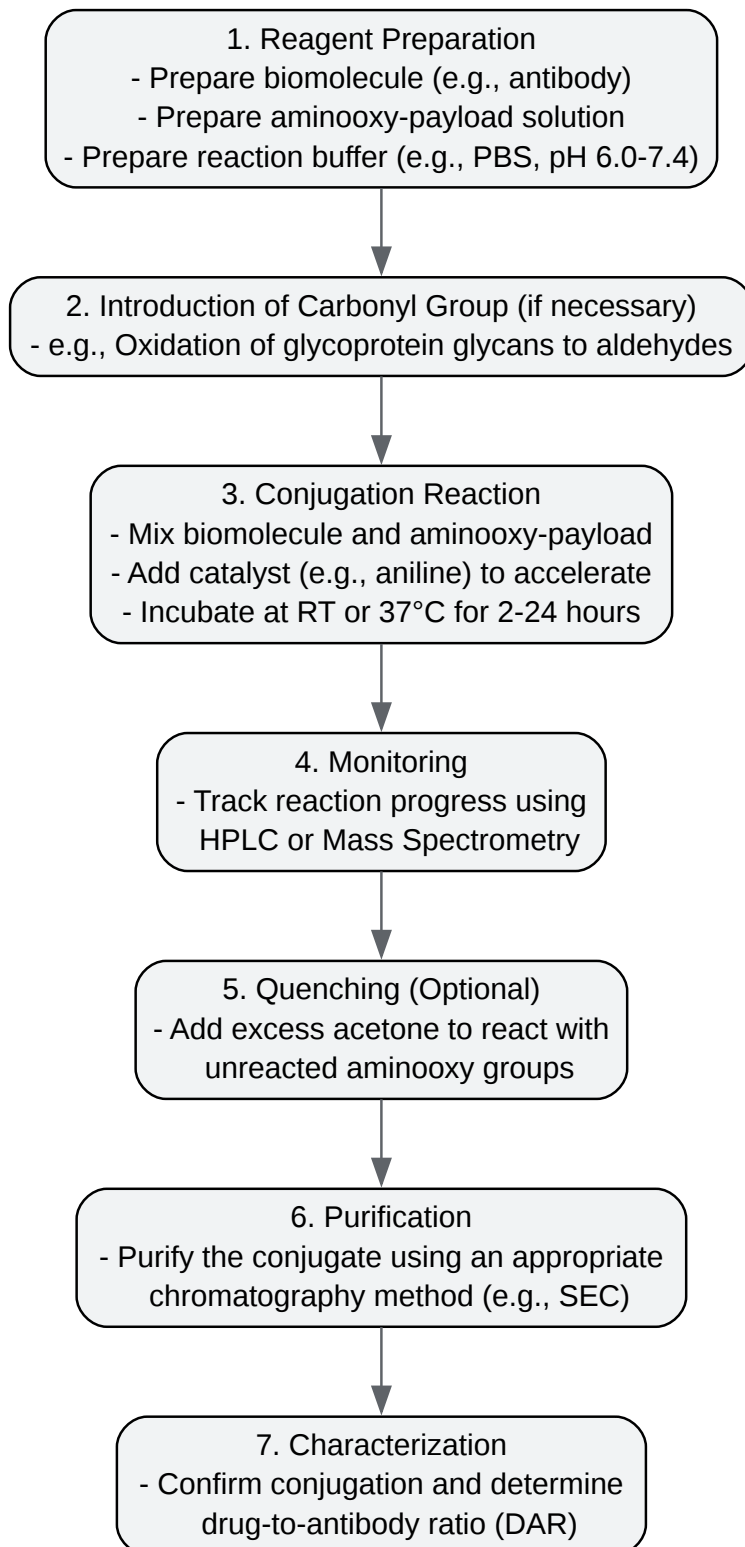 1. Reagent Preparation
- Prepare biomolecule (e.g., antibody)
- Prepare aminooxy-payload solution
- Prepare reaction buffer (e.g., PBS, pH 6.0-7.4)
2. Introduction of Carbonyl Group (if necessary)
- e.g., Oxidation of glycoprotein glycans to aldehydes
3. Conjugation Reaction
- Mix biomolecule and aminooxy-payload
- Add catalyst (e.g., aniline) to accelerate
- Incubate at RT or 37°C for 2-24 hours
4. Monitoring
- Track reaction progress using
HPLC or Mass Spectrometry
5. Quenching (Optional)
- Add excess acetone to react with
unreacted aminooxy groups
6. Purification
- Purify the conjugate using an appropriate
chromatography method (e.g., SEC)
7. Characterization
- Confirm conjugation and determine
drug-to-antibody ratio (DAR)